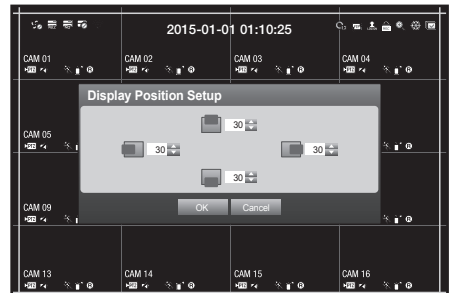 2015-01-01 01:10:25
CAM 01 CAM 02 CAM 03 CAM 04
Display Position Setup
30
CAM 05
30 30
30
CAM 09
OK Cancel
CAM 13 CAM 14 CAM 15 CAM 16